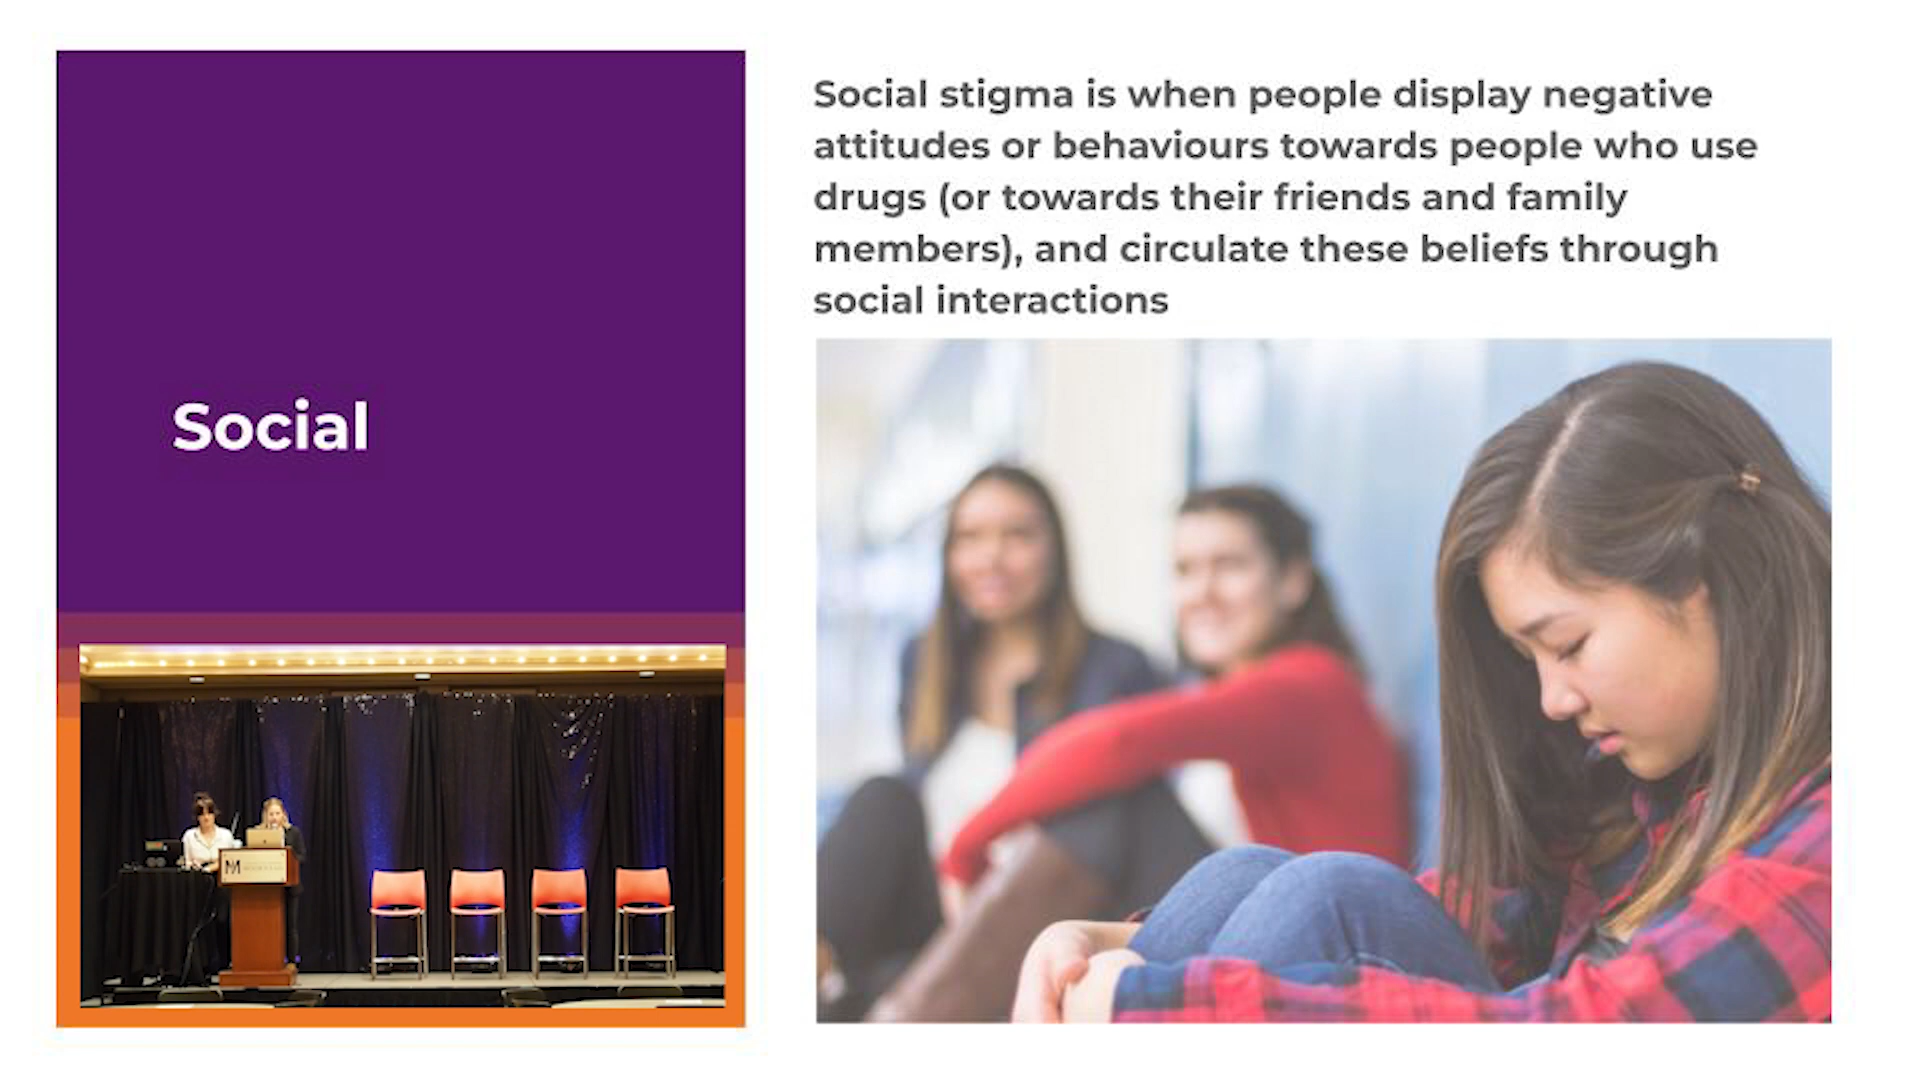 Social
Social stigma is when people display negative
attitudes or behaviours towards people who use
drugs (or towards their friends and family
members), and circulate these beliefs through
social interactions